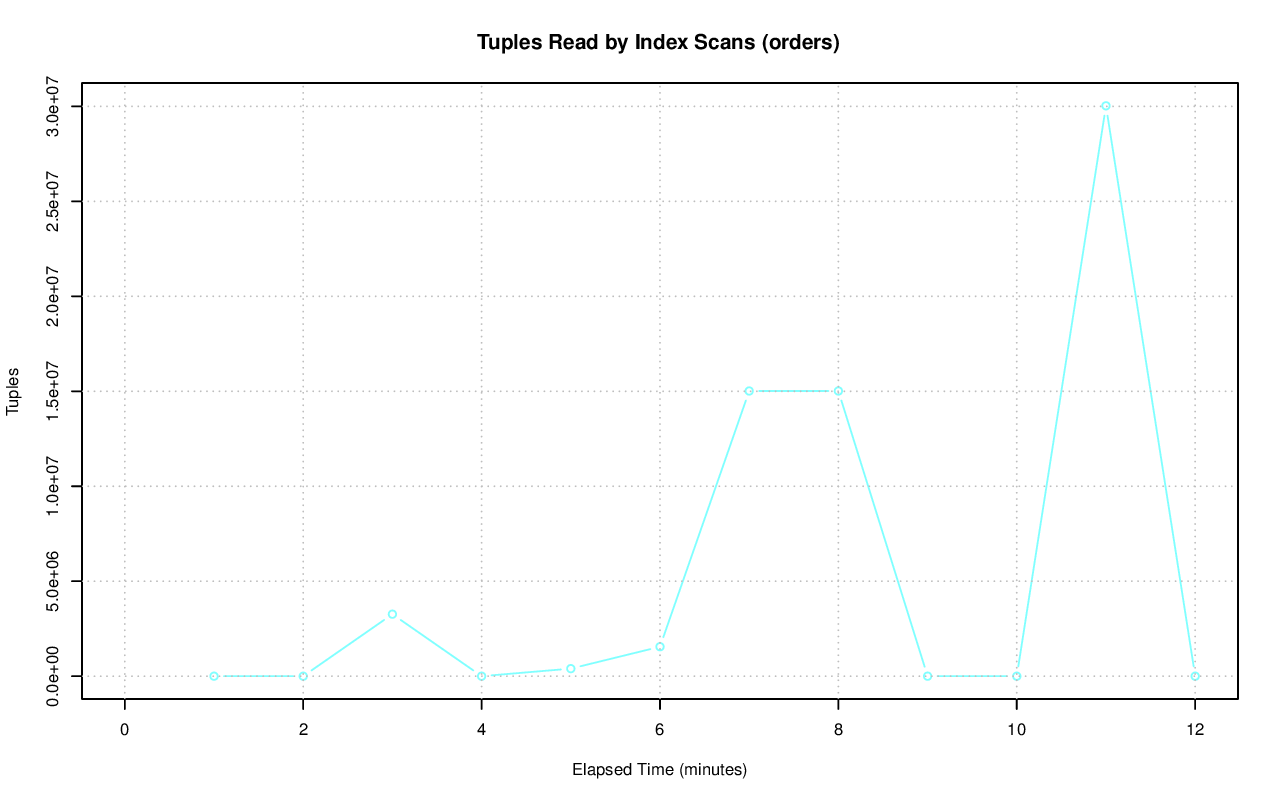 Tuples Read by Index Scans (orders)
3.0e+07
2.5e+07
2.0e+07
1.5e+07
1.0e+07
5.0e+06
0.0e+00
Tuples
0 2 4 6 8 10 12
Elapsed Time (minutes)